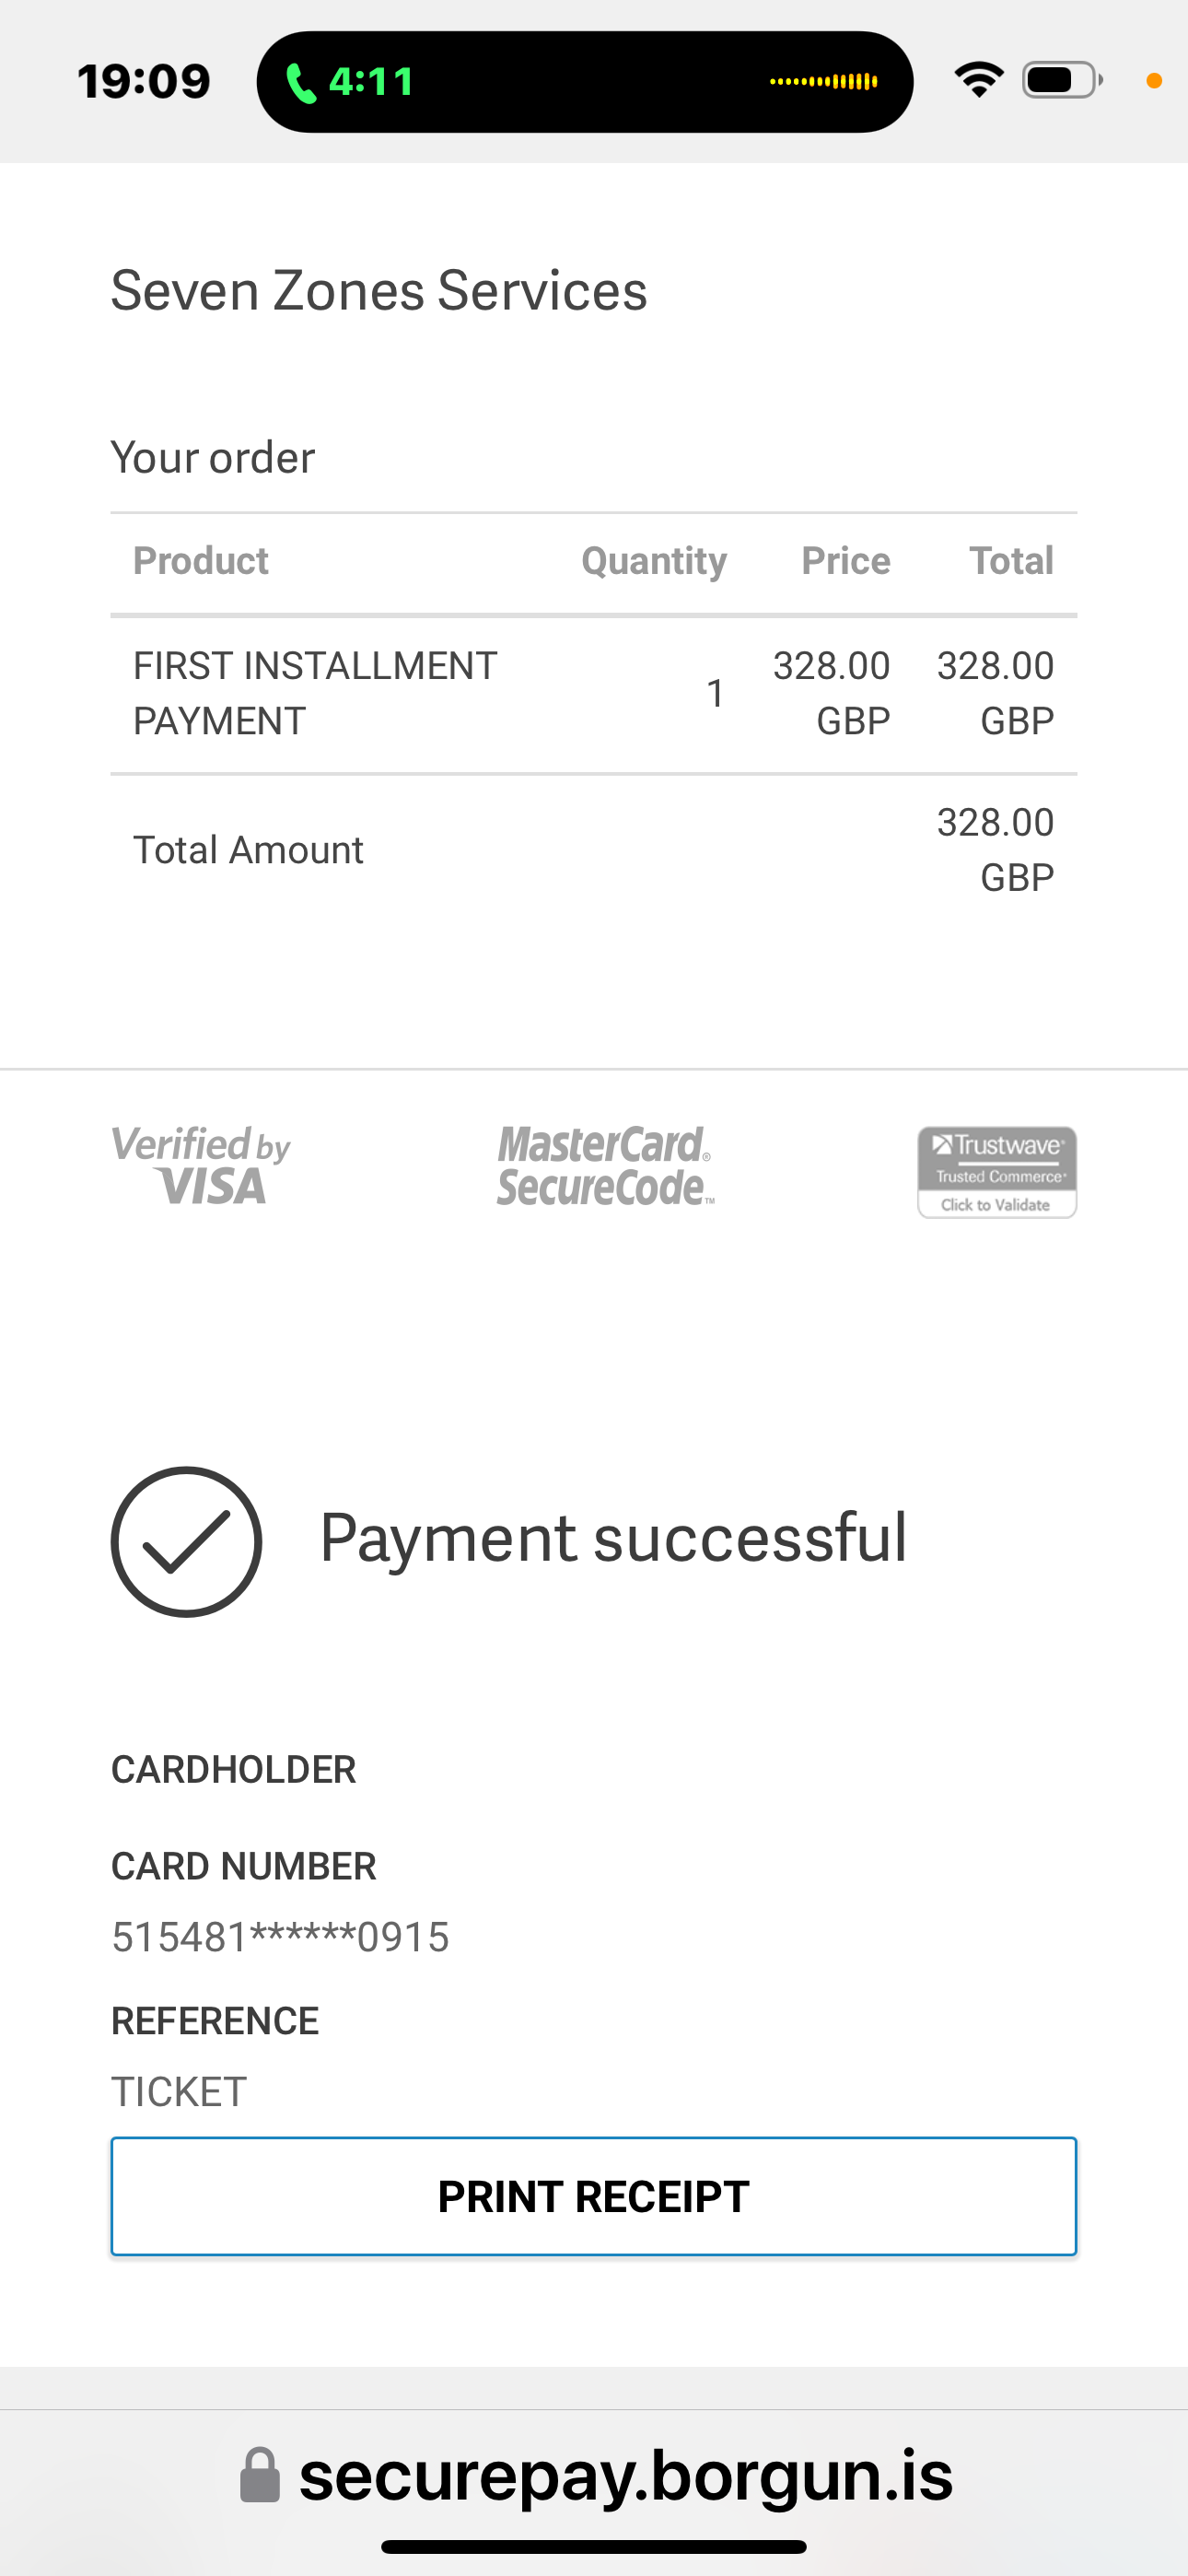 19:09
4:11
Seven Zones Services
Your order
Product Quantity Price Total
FIRST INSTALLMENT 328.00 328.00
PAYMENT 1 GBP GBP
Total Amount 328.00
GBP
Verified by
VISA
MasterCard®
SecureCode™
Trustwave®
Trusted Commerce®
Click to Validate
Payment successful
CARDHOLDER
CARD NUMBER
515481******0915
REFERENCE
TICKET
PRINT RECEIPT
securepay.borgun.is